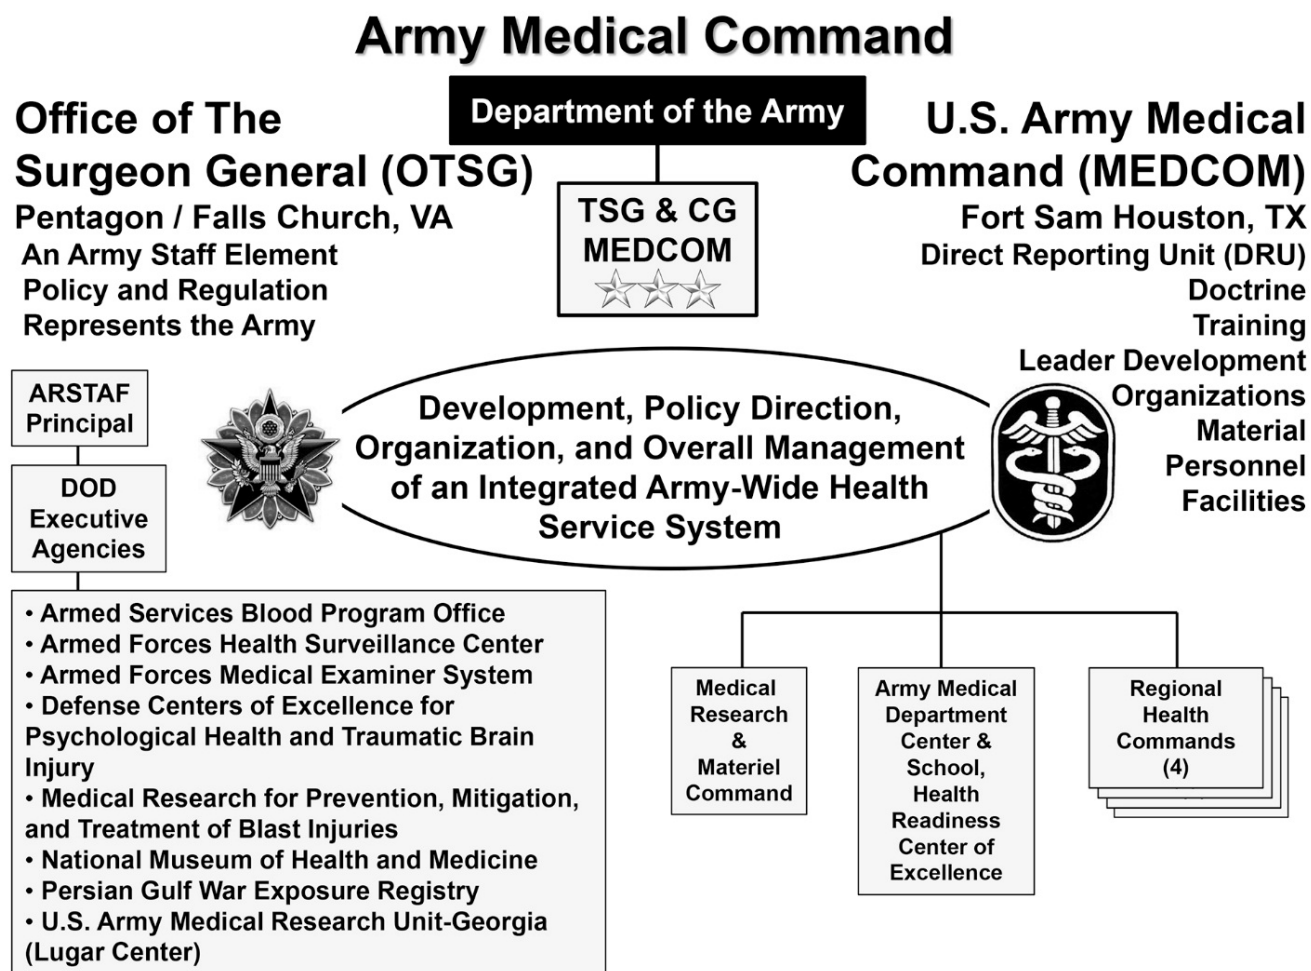 Army Medical Command
Department of the Army
Office of The
Surgeon General (OTSG)
Pentagon / Falls Church, VA
An Army Staff Element
Policy and Regulation
Represents the Army
TSG & CG
MEDCOM
U.S. Army Medical
Command (MEDCOM)
Fort Sam Houston, TX
Direct Reporting Unit (DRU)
Doctrine
Training
Leader Development
Organizations
Material
Personnel
Facilities
ARSTAF
Principal
DOD
Executive
Agencies
Development, Policy Direction,
Organization, and Overall Management
of an Integrated Army-Wide Health
Service System
• Armed Services Blood Program Office
• Armed Forces Health Surveillance Center
• Armed Forces Medical Examiner System
• Defense Centers of Excellence for
Psychological Health and Traumatic Brain
Injury
• Medical Research for Prevention, Mitigation,
and Treatment of Blast Injuries
• National Museum of Health and Medicine
• Persian Gulf War Exposure Registry
• U.S. Army Medical Research Unit-Georgia
(Lugar Center)
Medical
Research
&
Materiel
Command
Army Medical
Department
Center &
School,
Health
Readiness
Center of
Excellence
Regional
Health
Commands
(4)